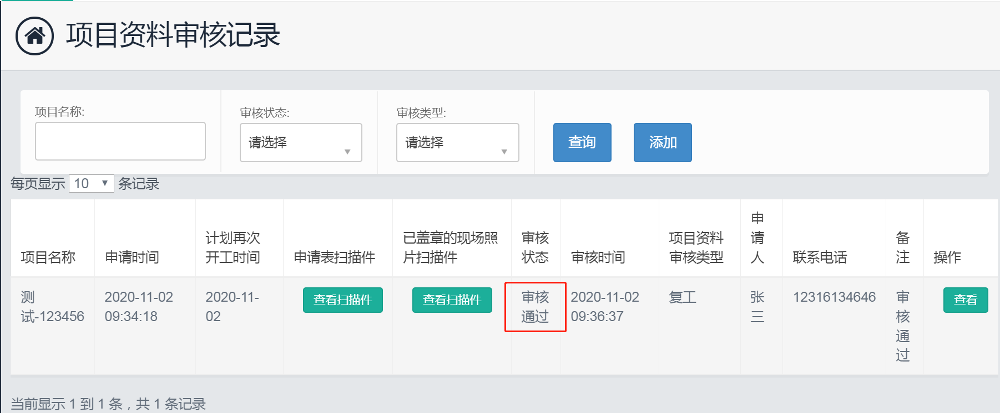 项目资料审核记录
项目名称:
审核状态:
审核类型:
请选择
请选择
查询
添加
每页显示 10 条记录
项目名称
申请时间
计划再次
开工时间
申请表扫描件
已盖章的现场照
片扫描件
审核
状态
审核时间
项目资料
审核类型
申
请
人
联系电话
备
注
操作
测
试-123456
2020-11-02
09:34:18
2020-11-
02
查看扫描件
查看扫描件
审核
通过
2020-11-02
09:36:37
复工
张
三
12316134646
审
核
通
过
查看
当前显示 1 到 1 条，共 1 条记录